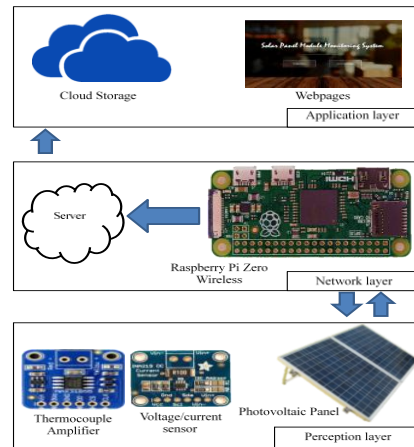 Solar Panel Module Monitoring System
Cloud Storage
Webpages
Application layer
Server
Raspberry Pi Zero
Wireless
Network layer
Thermocouple
Amplifier
Voltage/current
sensor
Photovoltaic Panel
Perception layer